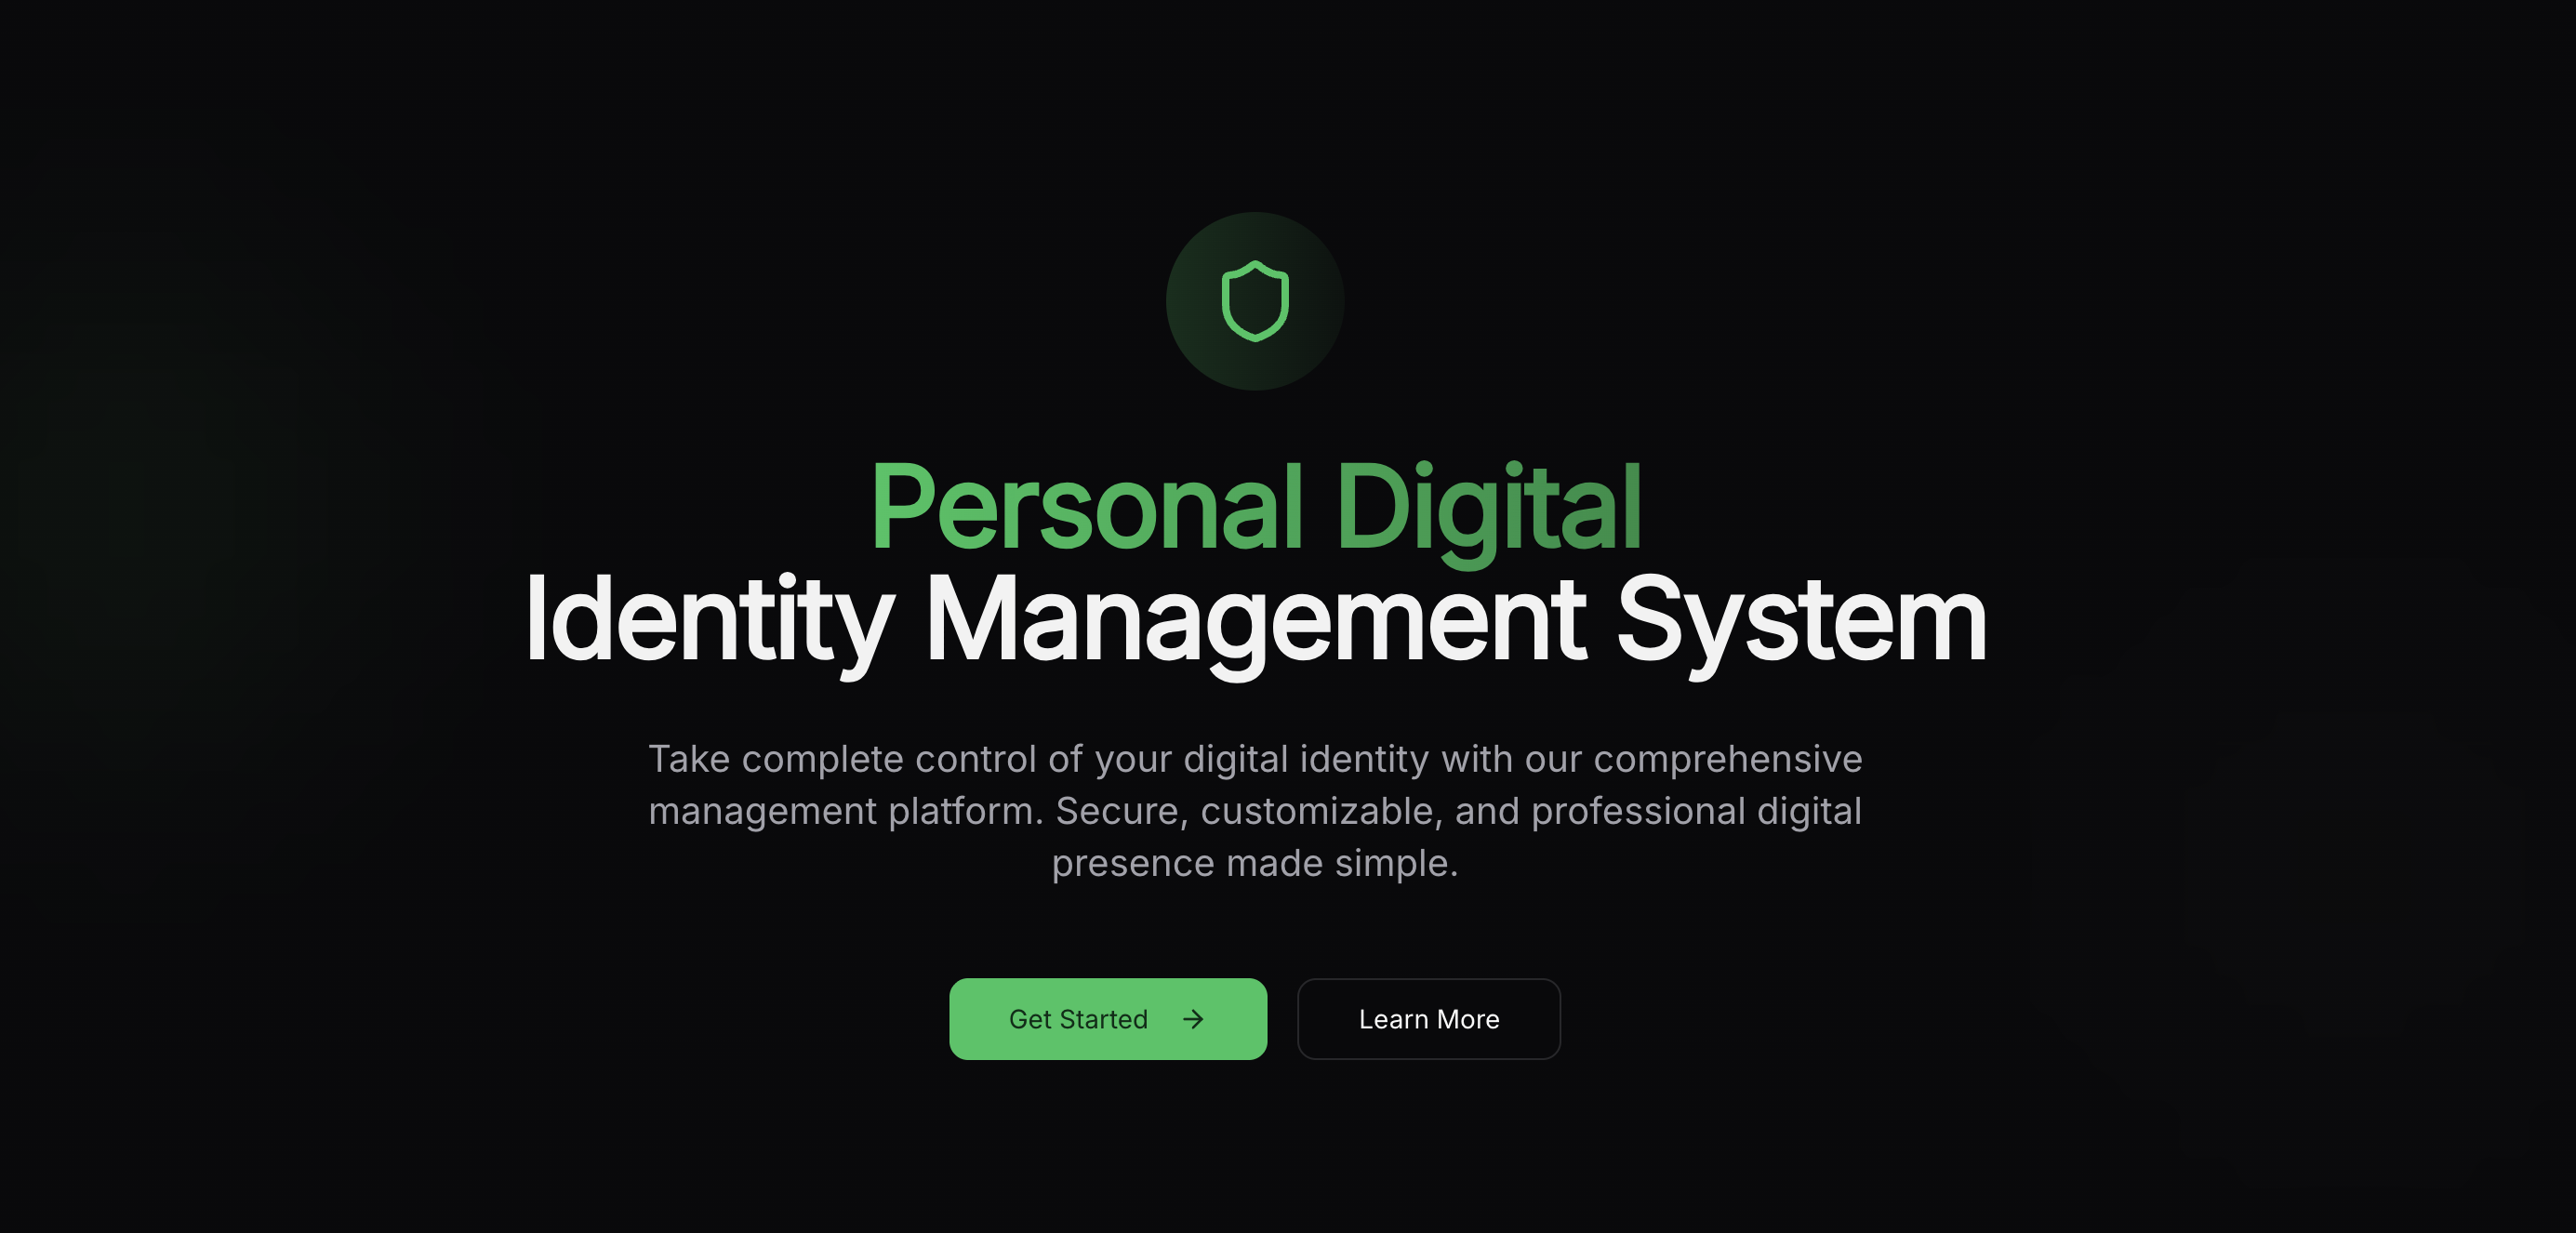 Personal Digital
Identity Management System
Take complete control of your digital identity with our comprehensive
management platform. Secure, customizable, and professional digital
presence made simple.
Get Started
Learn More